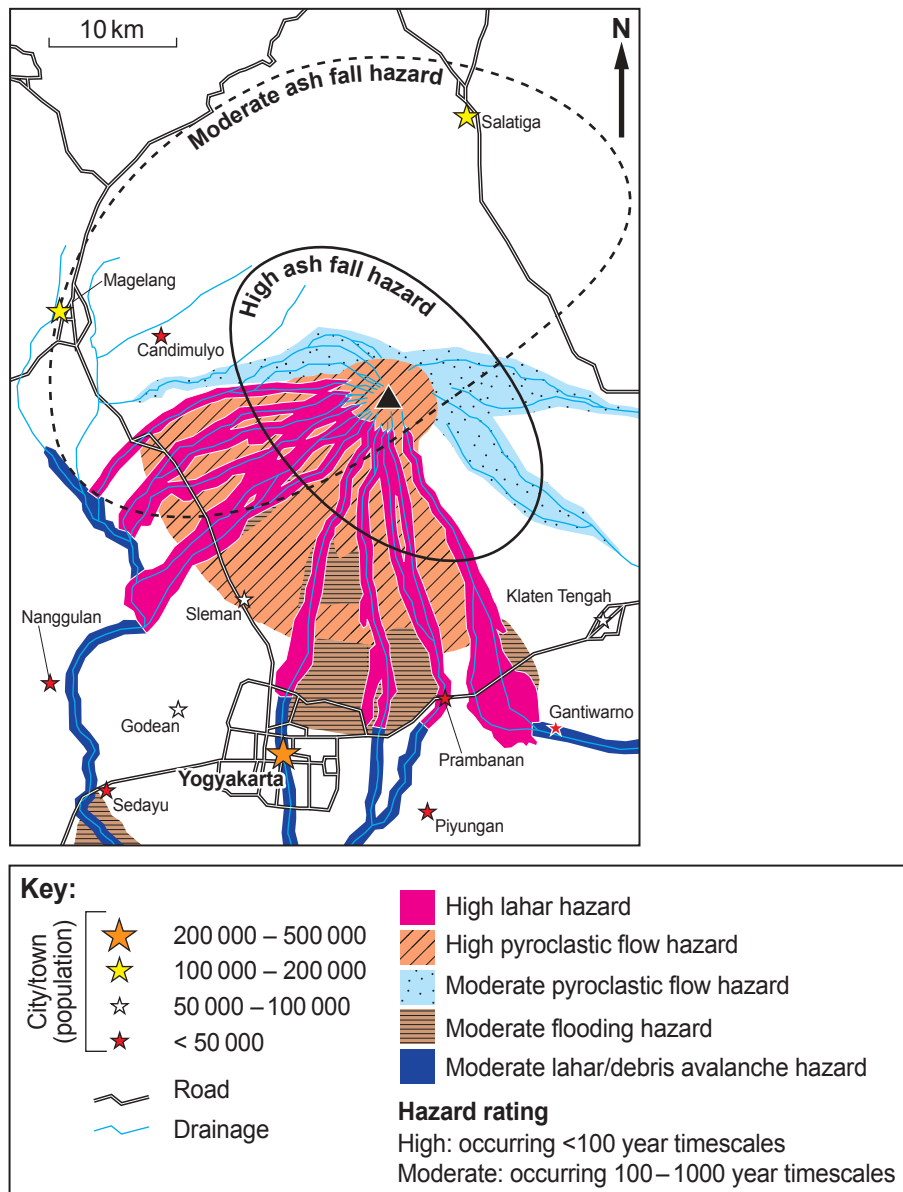 10 km
N
Moderate ash fall hazard
Salatiga
Magelang
High ash fall hazard
Candimulyo
Klaten Tengah
Nanggulan
Sleman
Godean
Gantiwarno
Prambanan
Yogyakarta
Sedayu
Piyungan
Key:
City/town
(population)
200 000 – 500 000
100 000 – 200 000
50 000 – 100 000
< 50 000
Road
Drainage
High lahar hazard
High pyroclastic flow hazard
Moderate pyroclastic flow hazard
Moderate flooding hazard
Moderate lahar/debris avalanche hazard
Hazard rating
High: occurring <100 year timescales
Moderate: occurring 100 – 1000 year timescales